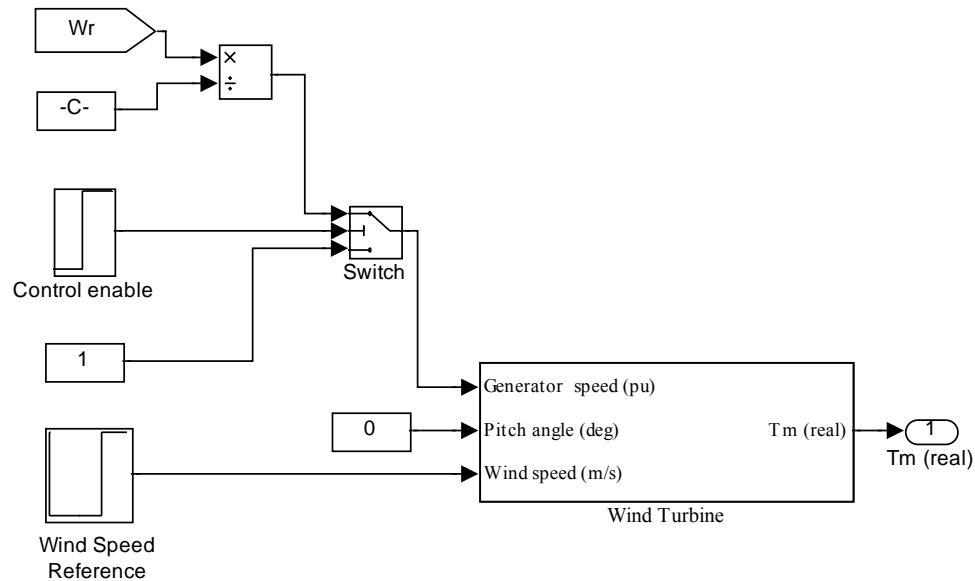 Wr
×
÷
-C-
Control enable
Switch
1
Generator speed (pu)
0
Pitch angle (deg)
Tm (real)
1
Tm (real)
Wind speed (m/s)
Wind Turbine
Wind Speed
Reference